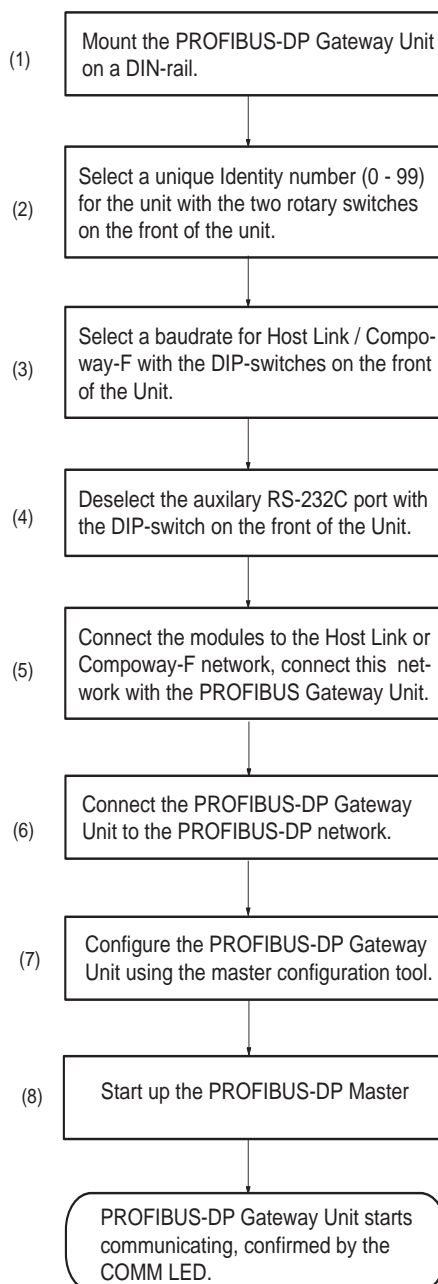 (1)
Mount the PROFIBUS-DP Gateway Unit
on a DIN-rail.
(2)
Select a unique Identity number (0 - 99)
for the unit with the two rotary switches
on the front of the unit.
(3)
Select a baudrate for Host Link / Compo-
way-F with the DIP-switches on the front
of the Unit.
(4)
Deselect the auxilary RS-232C port with
the DIP-switch on the front of the Unit.
(5)
Connect the modules to the Host Link or
Compoway-F network, connect this net-
work with the PROFIBUS Gateway Unit.
(6)
Connect the PROFIBUS-DP Gateway
Unit to the PROFIBUS-DP network.
(7)
Configure the PROFIBUS-DP Gateway
Unit using the master configuration tool.
(8)
Start up the PROFIBUS-DP Master
PROFIBUS-DP Gateway Unit starts
communicating, confirmed by the
COMM LED.